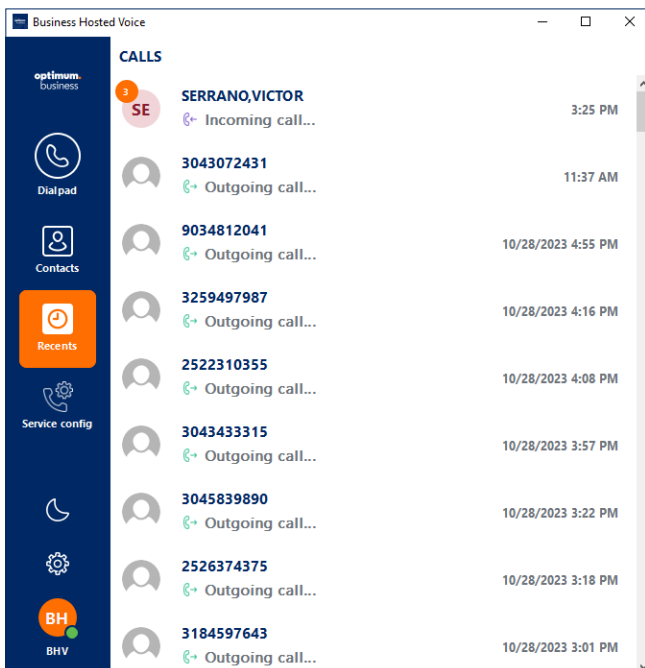 Business Hosted Voice
optimum.
business
Dialpad
Contacts
Recents
Service config
BH
BHV
CALLS
3
SE
SERRANO,VICTOR
Incoming call...
3:25 PM
3043072431
Outgoing call...
11:37 AM
9034812041
Outgoing call...
10/28/2023 4:55 PM
3259497987
Outgoing call...
10/28/2023 4:16 PM
2522310355
Outgoing call...
10/28/2023 4:08 PM
3043433315
Outgoing call...
10/28/2023 3:57 PM
3045839890
Outgoing call...
10/28/2023 3:22 PM
2526374375
Outgoing call...
10/28/2023 3:18 PM
3184597643
Outgoing call...
10/28/2023 3:01 PM